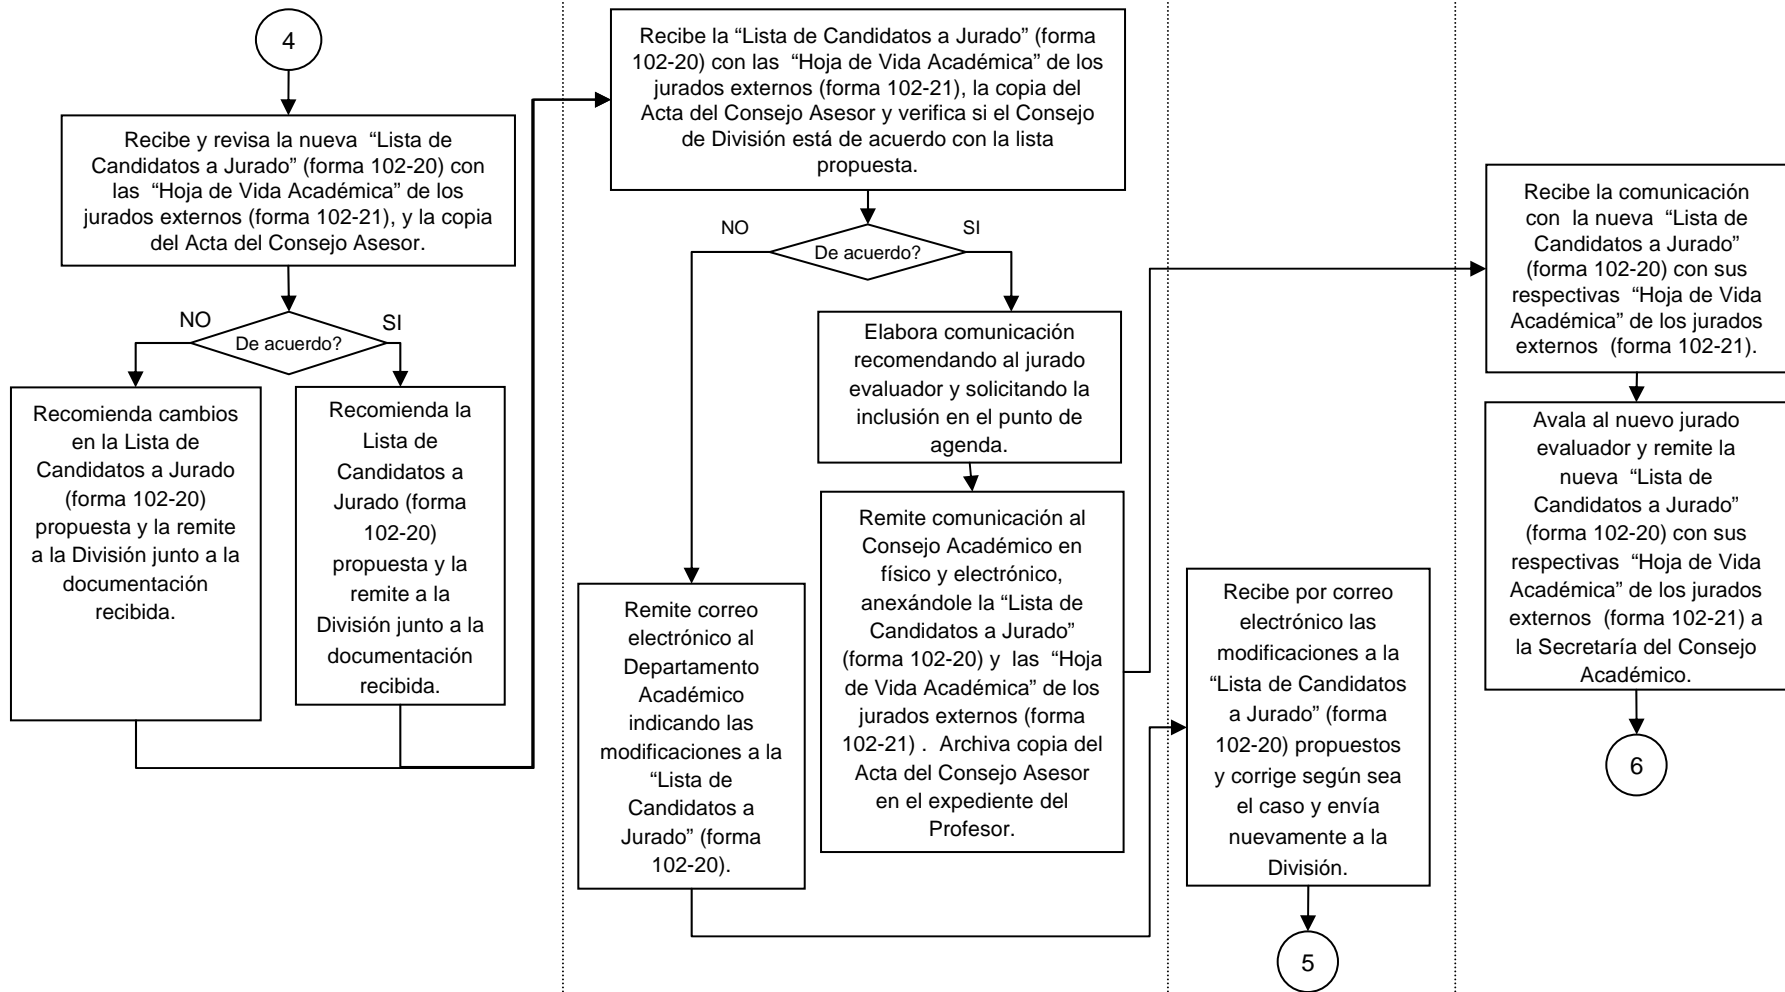 4
Recibe y revisa la nueva “Lista de
Candidatos a Jurado” (forma 102-20) con
las “Hoja de Vida Académica” de los
jurados externos (forma 102-21), y la copia
del Acta del Consejo Asesor.
NO
SI
De acuerdo?
Recomienda cambios
en la Lista de
Candidatos a Jurado
(forma 102-20)
propuesta y la remite
a la División junto a la
documentación
recibida.
Recomienda la
Lista de
Candidatos a
Jurado (forma
102-20)
propuesta y la
remite a la
División junto a la
documentación
recibida.
Recibe la “Lista de Candidatos a Jurado” (forma
102-20) con las “Hoja de Vida Académica” de los
jurados externos (forma 102-21), la copia del
Acta del Consejo Asesor y verifica si el Consejo
de División está de acuerdo con la lista
propuesta.
NO
SI
De acuerdo?
Elabora comunicación
recomendando al jurado
evaluador y solicitando la
inclusión en el punto de
agenda.
Remite comunicación al
Consejo Académico en
físico y electrónico,
anexándole la “Lista de
Candidatos a Jurado”
(forma 102-20) y las “Hoja
de Vida Académica” de los
jurados externos (forma
102-21) . Archiva copia del
Acta del Consejo Asesor
en el expediente del
Profesor.
Remite correo
electrónico al
Departamento
Académico
indicando las
modificaciones a la
“Lista de
Candidatos a
Jurado” (forma
102-20).
Recibe por correo
electrónico las
modificaciones a la
“Lista de Candidatos
a Jurado” (forma
102-20) propuestos
y corrige según sea
el caso y envía
nuevamente a la
División.
5
Recibe la comunicación
con la nueva “Lista de
Candidatos a Jurado”
(forma 102-20) con sus
respectivas “Hoja de Vida
Académica” de los jurados
externos (forma 102-21).
Avala al nuevo jurado
evaluador y remite la
nueva “Lista de
Candidatos a Jurado”
(forma 102-20) con sus
respectivas “Hoja de Vida
Académica” de los jurados
externos (forma 102-21) a
la Secretaría del Consejo
Académico.
6